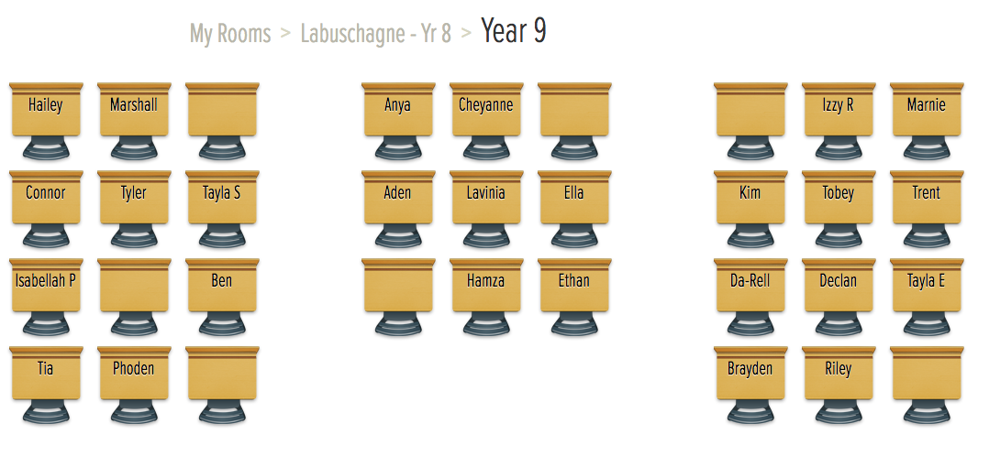 My Rooms > Labuschagne - Yr 8 > Year 9
Hailey Marshall Anya Cheyanne Izzy R Marnie
Connor Tyler Tayla S Aden Lavinia Ella Kim Tobey Trent
Isabellah P Ben Hamza Ethan Da-Rell Declan Tayla E
Tia Phoden Brayden Riley